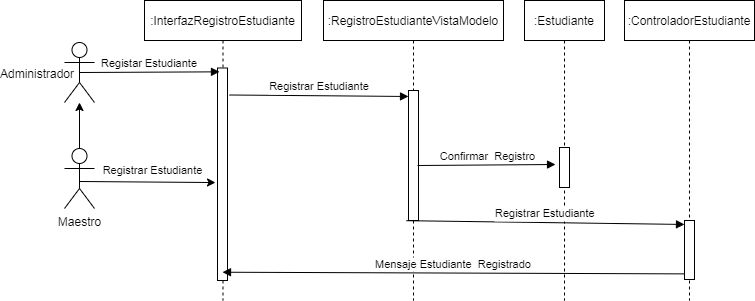 :InterfazRegistroEstudiante
:RegistroEstudianteVistaModelo
:Estudiante
:ControladorEstudiante
Registar Estudiante
Administrador
Registrar Estudiante
Confirmar Registro
Registrar Estudiante
Maestro
Registrar Estudiante
Mensaje Estudiante Registrado